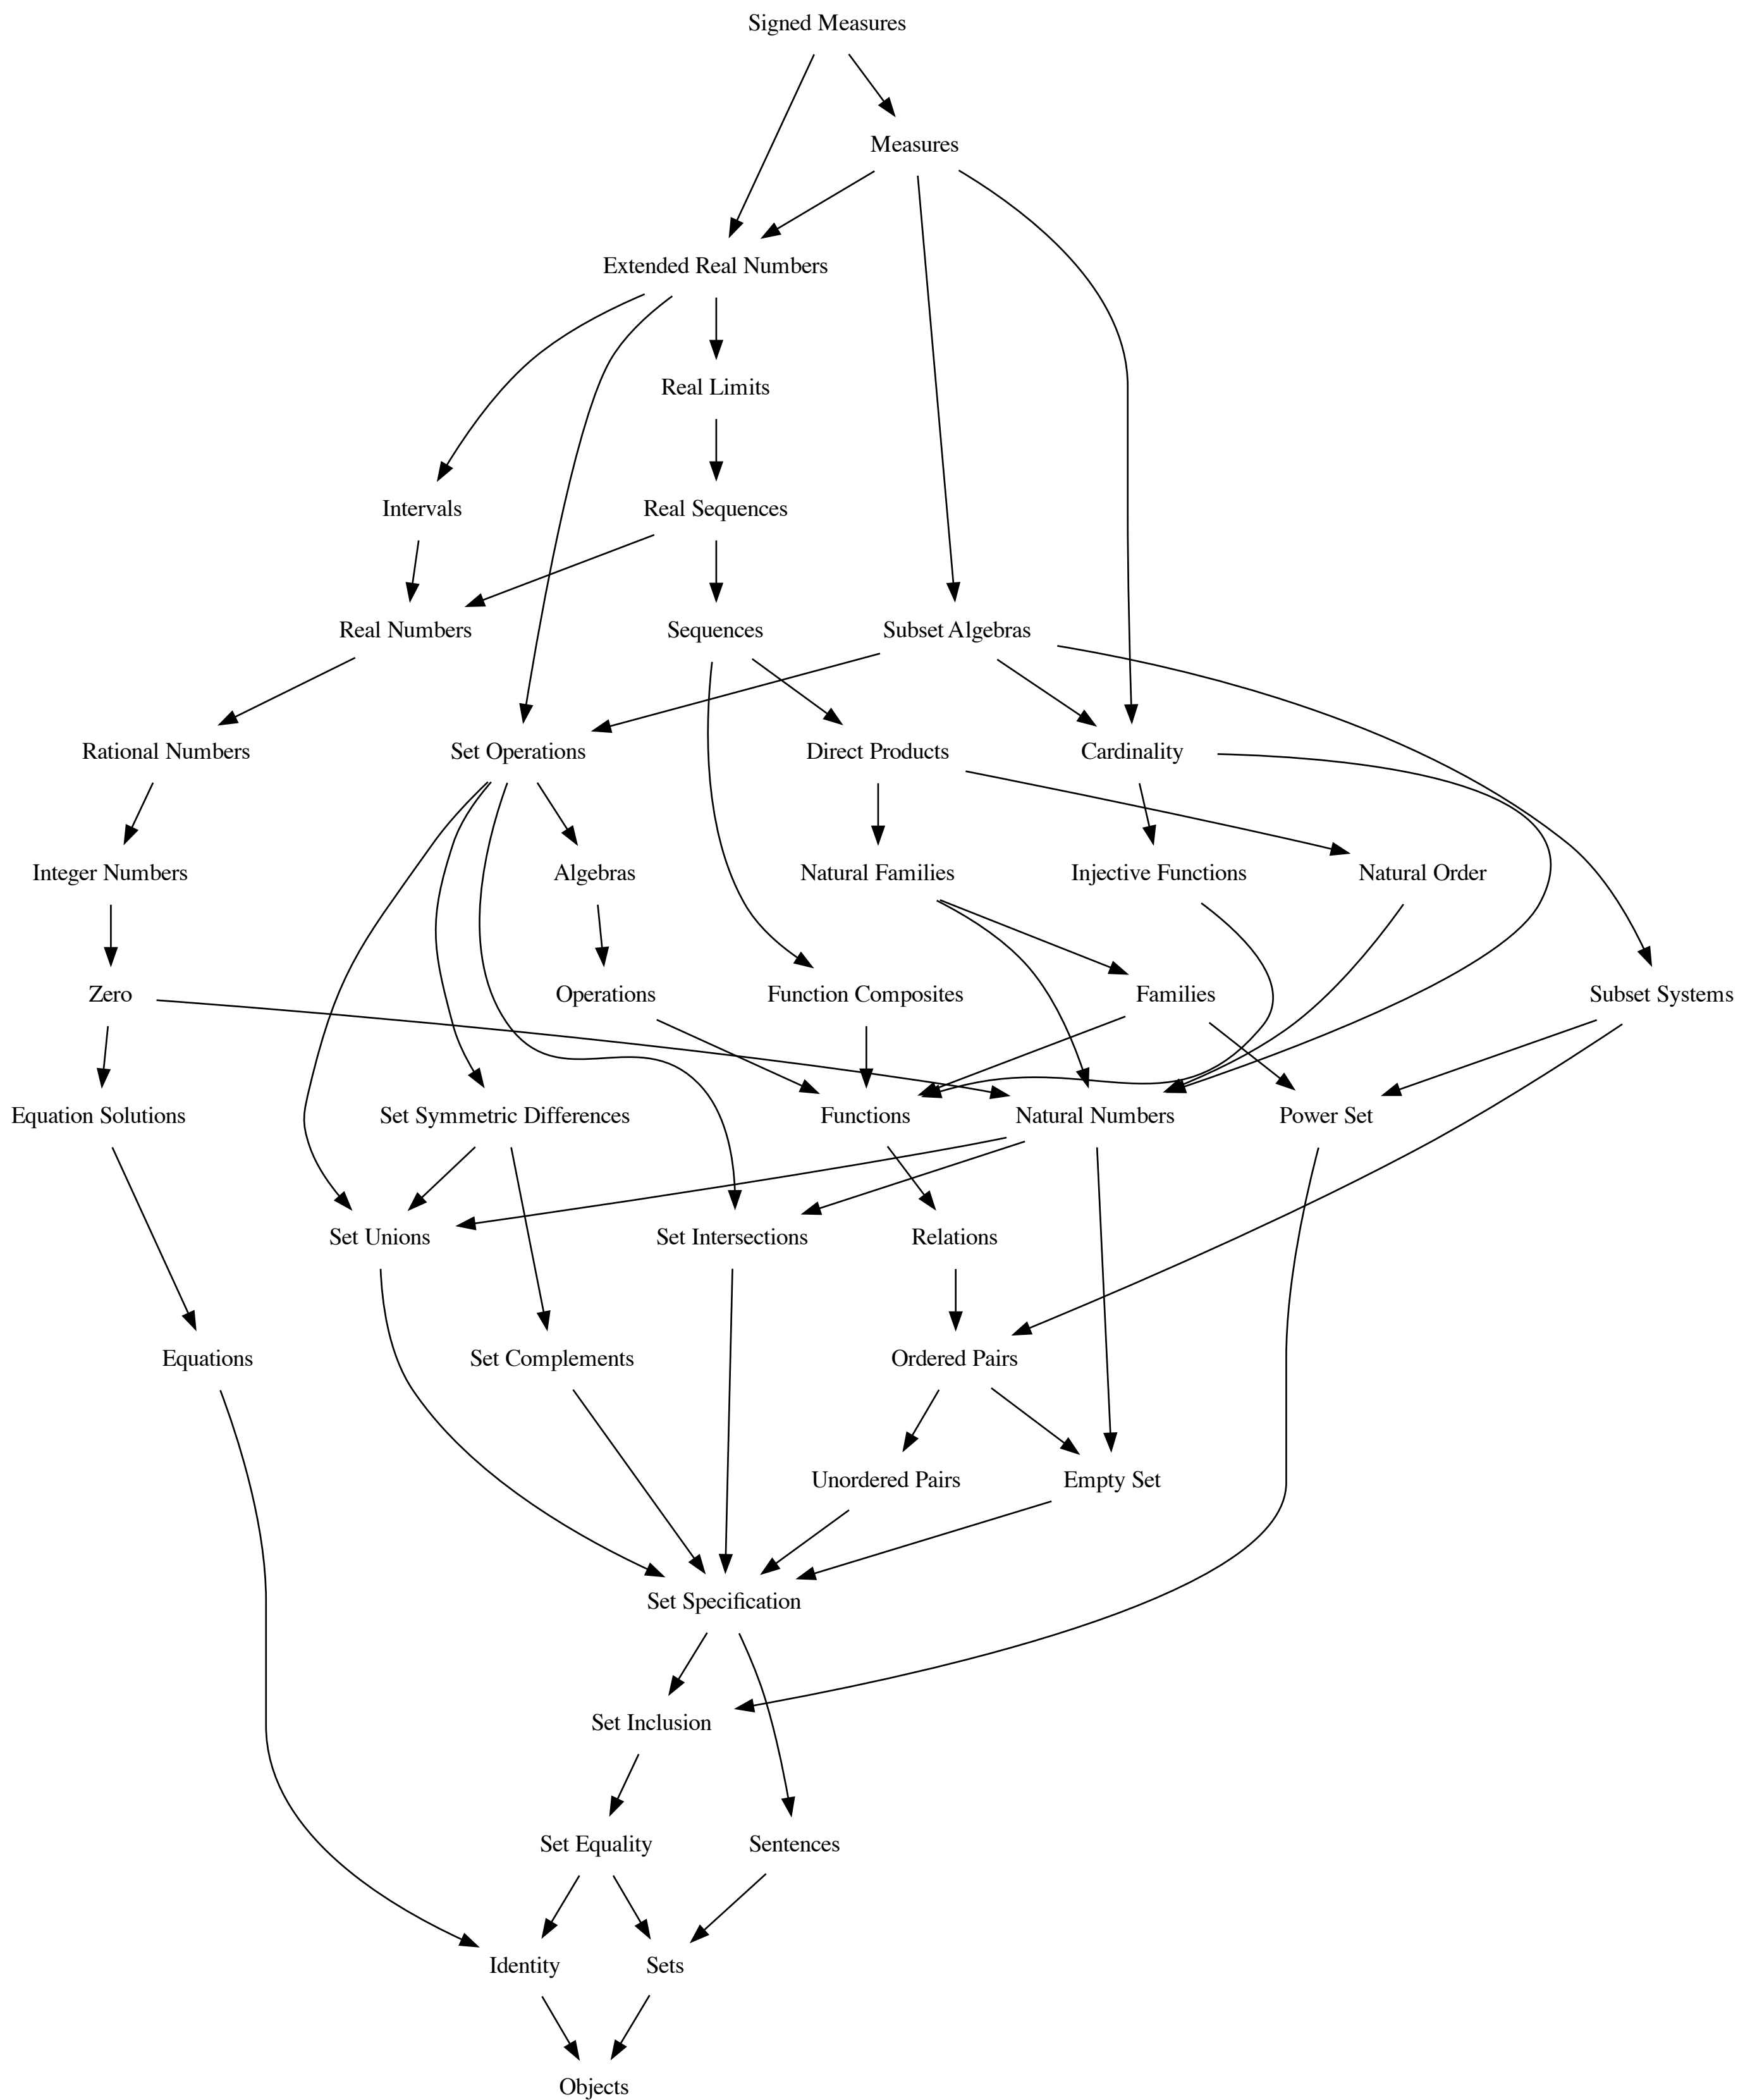 Signed Measures
Measures
Extended Real Numbers
Real Limits
Intervals
Real Sequences
Real Numbers
Sequences
Subset Algebras
Rational Numbers
Set Operations
Direct Products
Cardinality
Integer Numbers
Algebras
Natural Families
Injective Functions
Natural Order
Zero
Operations
Function Composites
Families
Subset Systems
Equation Solutions
Set Symmetric Differences
Functions
Natural Numbers
Power Set
Set Unions
Set Intersections
Relations
Equations
Set Complements
Ordered Pairs
Unordered Pairs
Empty Set
Set Specification
Set Inclusion
Set Equality
Sentences
Identity
Sets
Objects